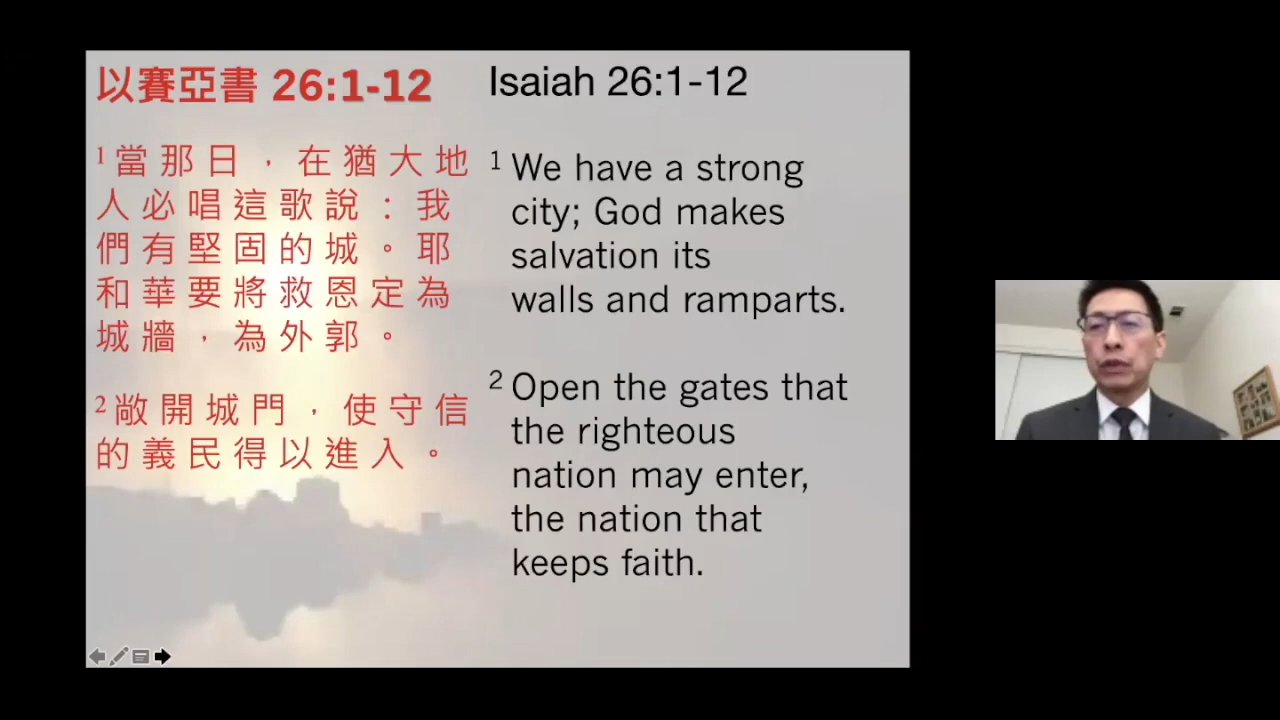 以賽亞書 26:1-12
1 當那日，在猶大地
人必唱這歌說：我
們有堅固的城。耶
和華要將救恩定為
城牆，為外郭。
2 敞開城門，使守信
的義民得以進入。
Isaiah 26:1-12
1 We have a strong
city; God makes
salvation its
walls and ramparts.
2 Open the gates that
the righteous
nation may enter,
the nation that
keeps faith.